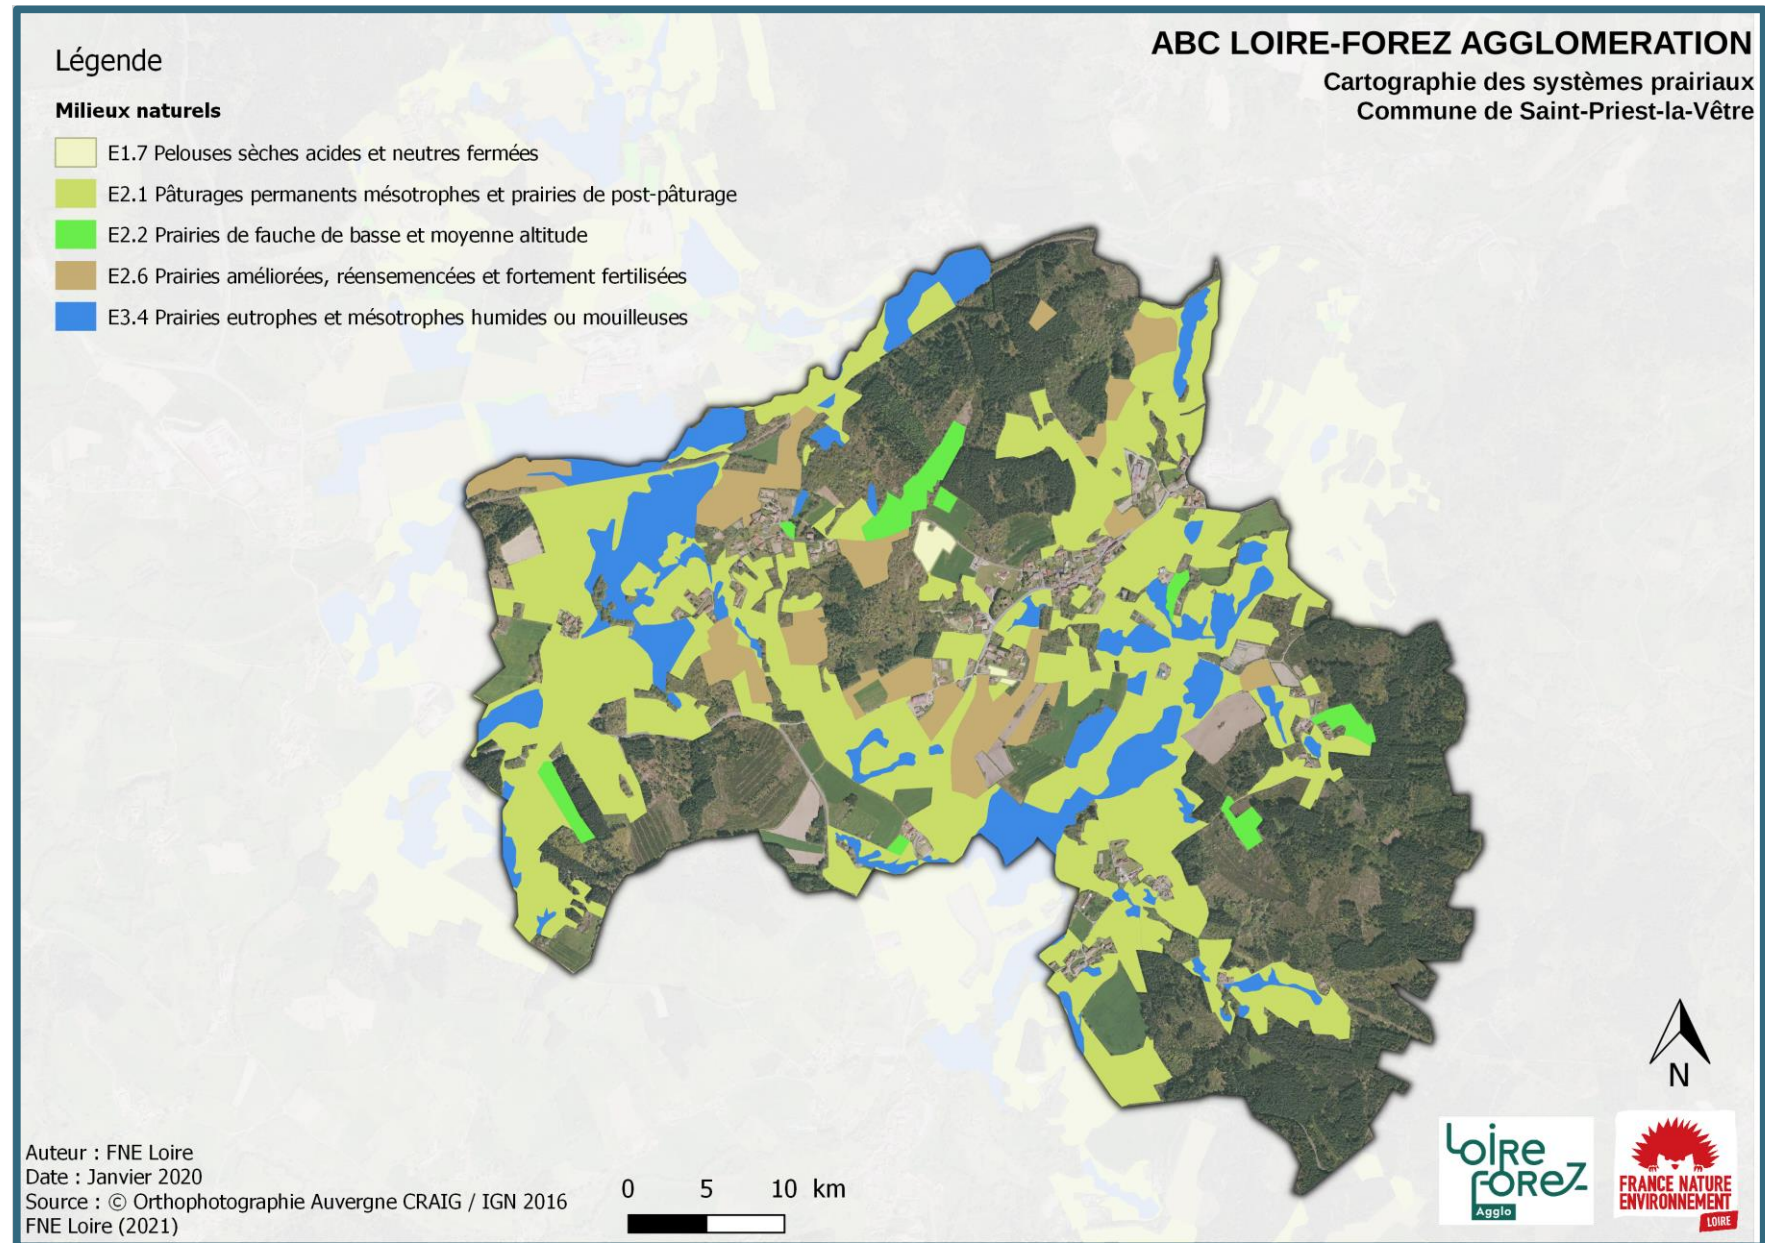 ABC LOIRE-FOREZ AGGLOMERATION
Cartographie des systèmes prairiaux
Commune de Saint-Priest-la-Vêtre
Légende
Milieux naturels
E1.7 Pelouses sèches acides et neutres fermées
E2.1 Pâturages permanents mésotrophes et prairies de post-pâturage
E2.2 Prairies de fauche de basse et moyenne altitude
E2.6 Prairies améliorées, réensemencées et fortement fertilisées
E3.4 Prairies eutrophes et mésotrophes humides ou mouilleuses
N
Auteur : FNE Loire
Date : Janvier 2020
Source : © Orthophotographie Auvergne CRAIG / IGN 2016
FNE Loire (2021)
0 5 10 km
Loire
Forez
Agglo
FRANCE NATURE
ENVIRONNEMENT
LOIRE